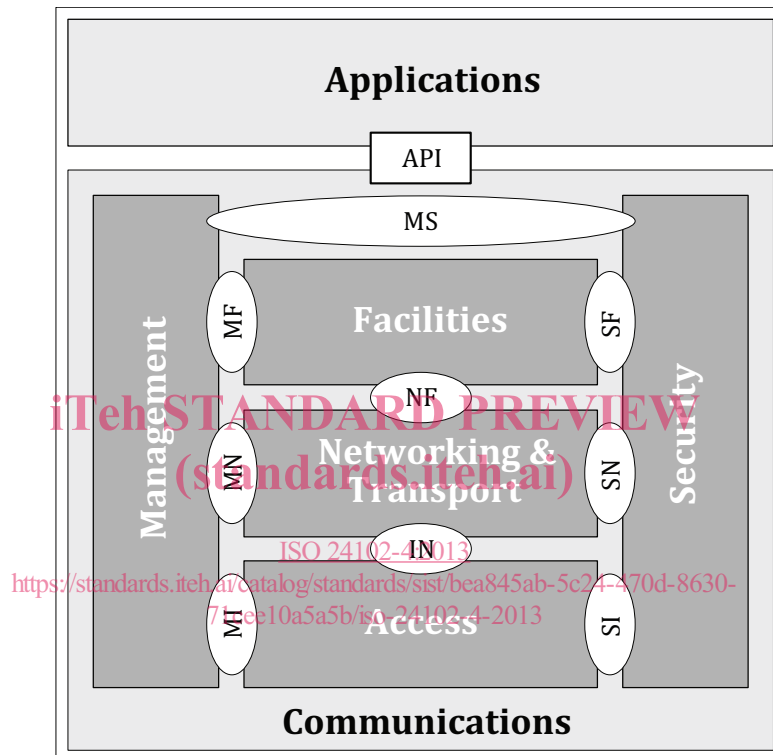 Applications
API
MS
MF
Facilities
SF
NF
iTeh STANDARD PREVIEW
Management
MN
Networking &
Transport
SN
Security
(standards.iteh.ai)
IN
ISO 24102-4:2013
https://standards.iteh.ai/catalog/standards/sist/bea845ab-5c24-470d-8630-
71cee10a5a5b/iso-24102-4-2013
MI
Access
SI
Communications